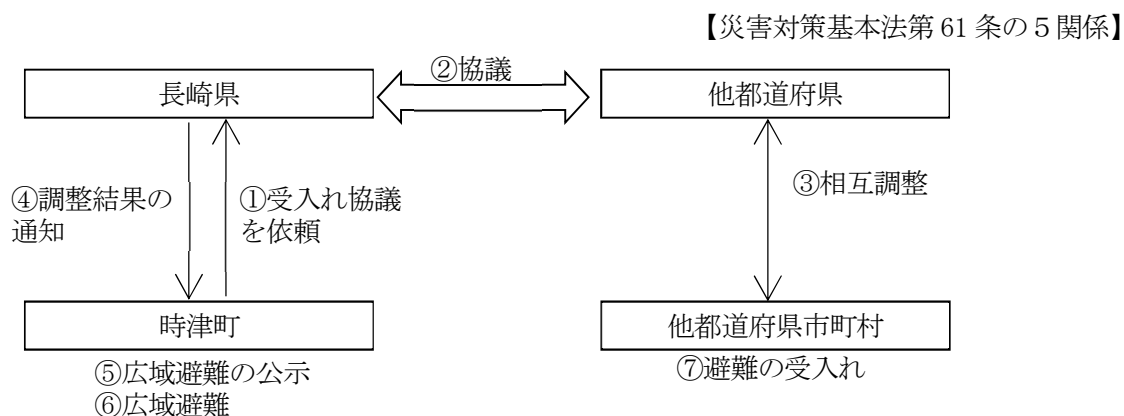 【災害対策基本法第 61 条の５関係】
②協議
長崎県
他都道府県
④調整結果の
通知
①受入れ協議
を依頼
③相互調整
時津町
他都道府県市町村
⑤広域避難の公示
⑥広域避難
⑦避難の受入れ